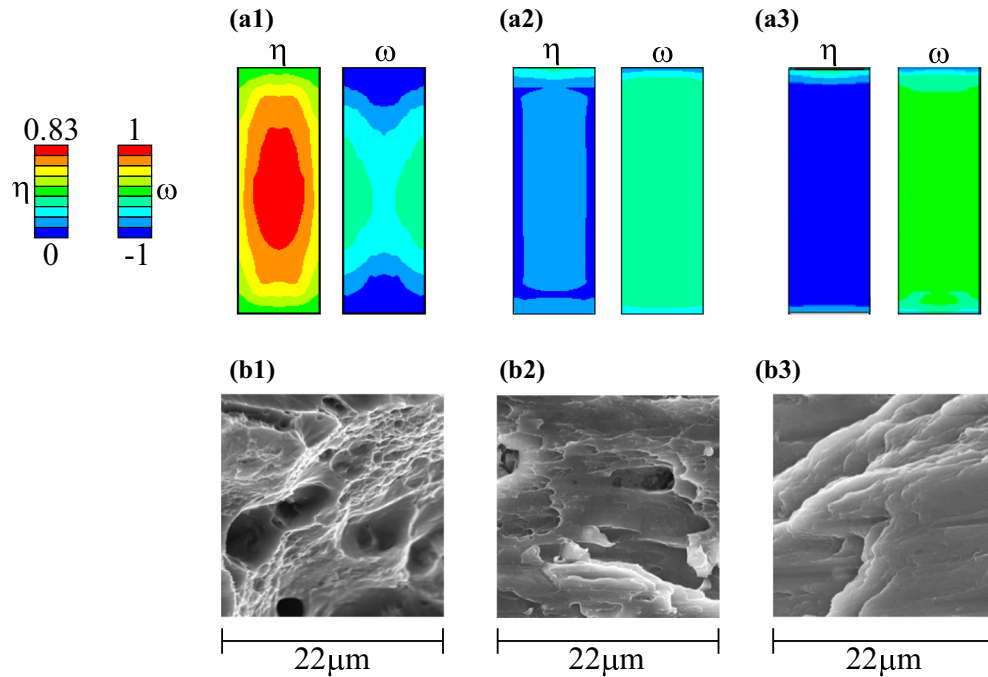 (a1)
(a2)
(a3)
η ω
η ω
η ω
0.83 1
η ω
0 -1
(b1)
(b2)
(b3)
22μm
22μm
22μm